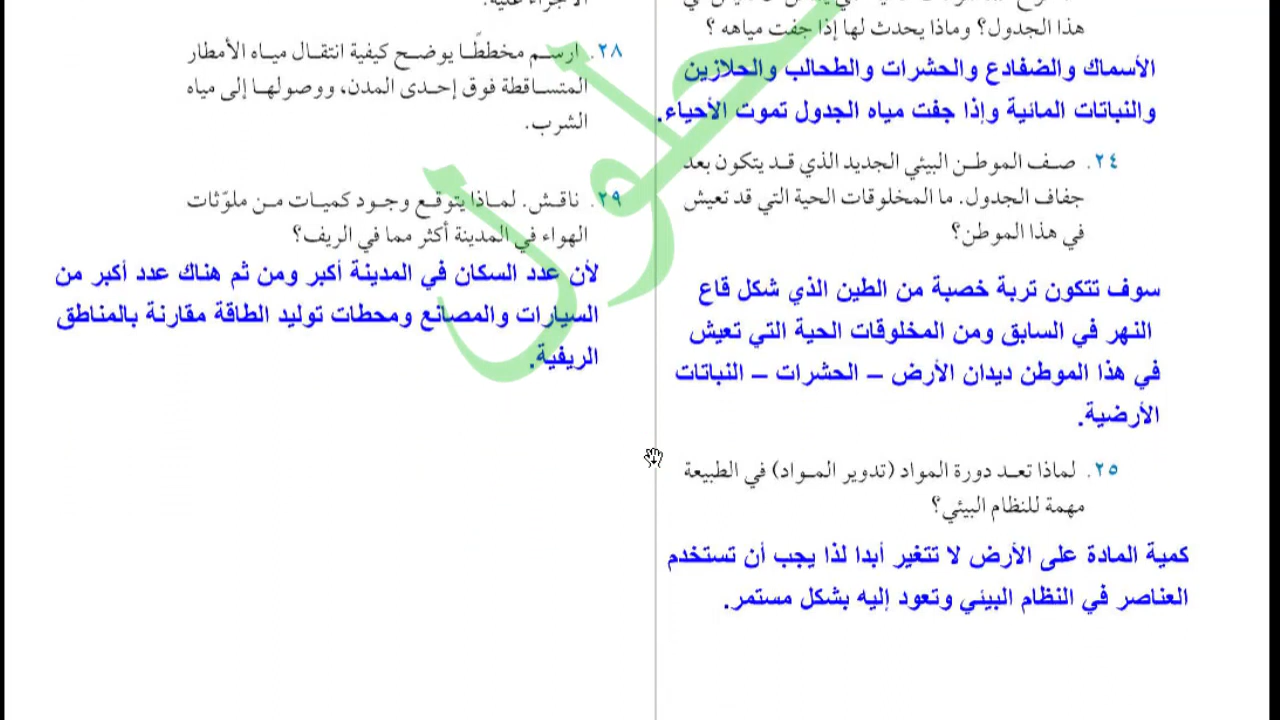 هذا الجدول؟ وماذا يحدث لها إذا جفت مياهه ؟
الأسماك والضفادع والحشرات والطحالب والحلازين
والنباتات المائية وإذا جفت مياه الجدول تموت الأحياء.
٢٤. صف الموطن البيئي الجديد الذي قد يتكون بعد
جفاف الجدول. ما المخلوقات الحية التي قد تعيش
في هذا الموطن؟
سوف تتكون تربة خصبة من الطين الذي شكل قاع
النهر في السابق ومن المخلوقات الحية التي تعيش
في هذا الموطن ديدان الأرض – الحشرات – النباتات
الأرضية.
٢٥. لماذا تعد دورة المواد (تدوير المواد) في الطبيعة
مهمة للنظام البيئي؟
كمية المادة على الأرض لا تتغير أبدا لذا يجب أن تستخدم
العناصر في النظام البيئي وتعود إليه بشكل مستمر.
٢٨. ارسم مخططًا يوضح كيفية انتقال مياه الأمطار
المتساقطة فوق إحدى المدن، ووصولها إلى مياه
الشرب.
٢٩. ناقش. لماذا يتوقع وجود كميات من ملوّثات
الهواء في المدينة أكثر مما في الريف؟
لأن عدد السكان في المدينة أكبر ومن ثم هناك عدد أكبر من
السيارات والمصانع ومحطات توليد الطاقة مقارنة بالمناطق
الريفية.
حلول